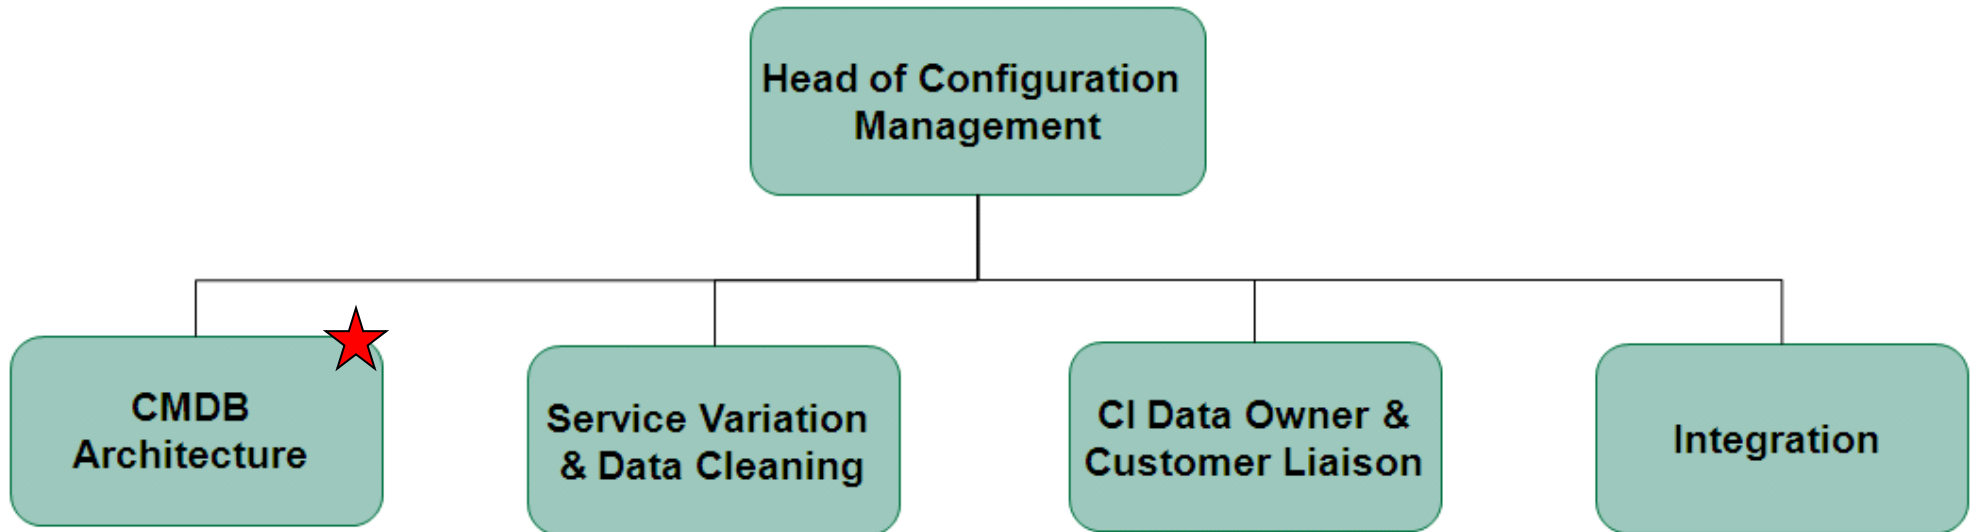 Head of Configuration
Management
CMDB
Architecture
Service Variation
& Data Cleaning
CI Data Owner &
Customer Liaison
Integration